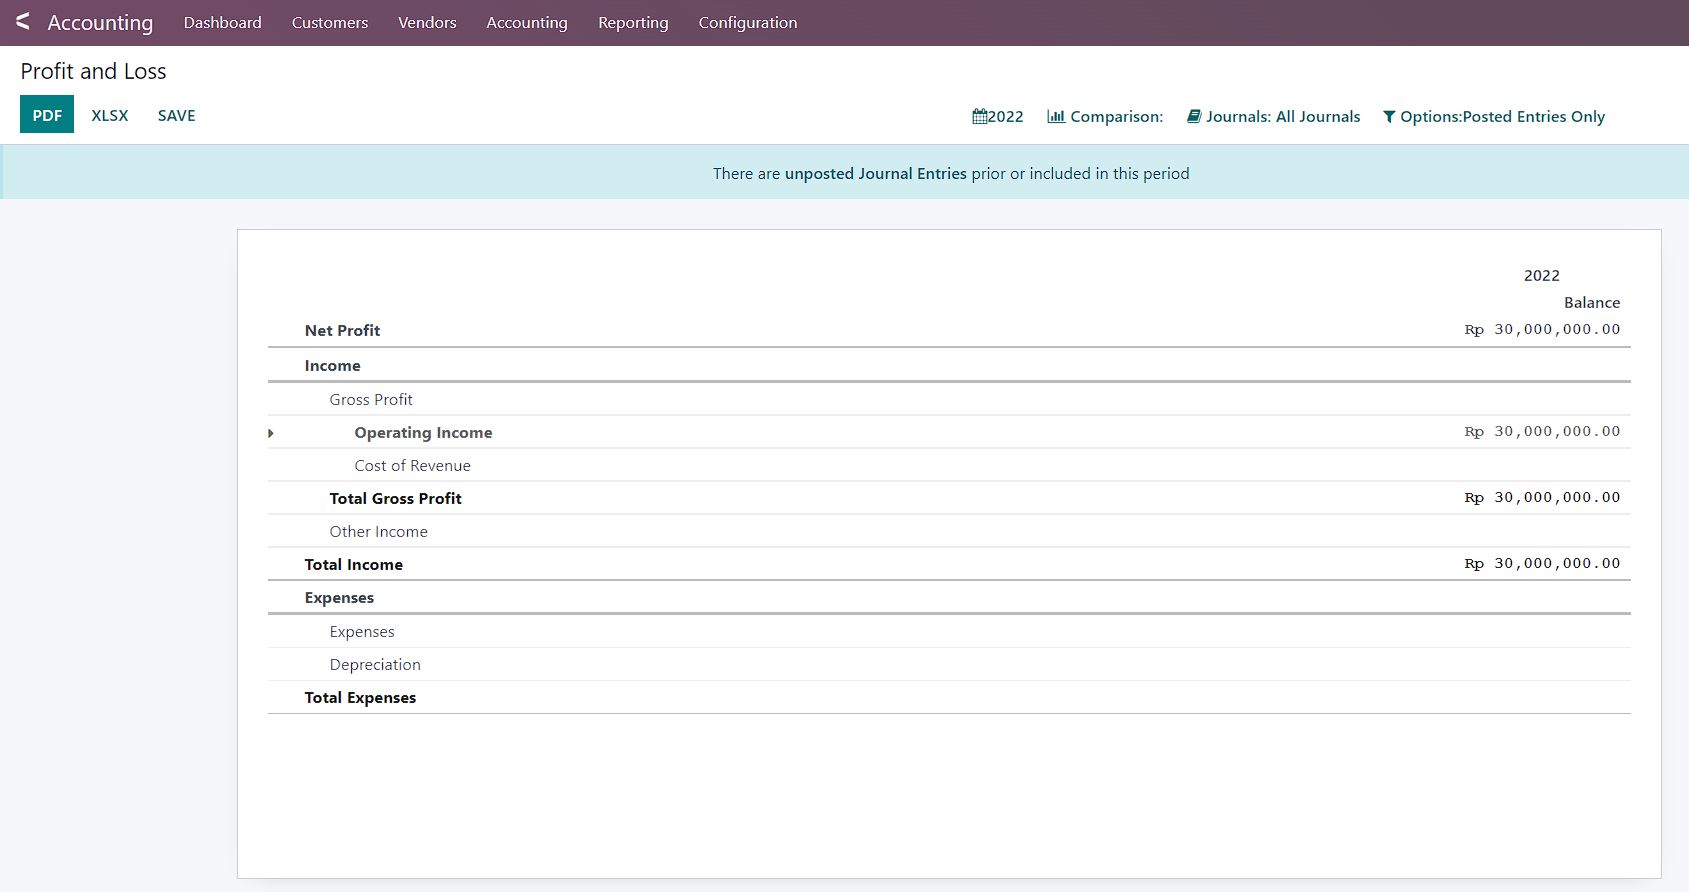 Accounting Dashboard Customers Vendors Accounting Reporting Configuration
Profit and Loss
PDF XLSX SAVE 2022 Comparison: Journals: All Journals Options:Posted Entries Only
There are unposted Journal Entries prior or included in this period
2022
Balance
Net Profit Rp 30,000,000.00
Income
Gross Profit
Operating Income Rp 30,000,000.00
Cost of Revenue
Total Gross Profit Rp 30,000,000.00
Other Income
Total Income Rp 30,000,000.00
Expenses
Expenses
Depreciation
Total Expenses